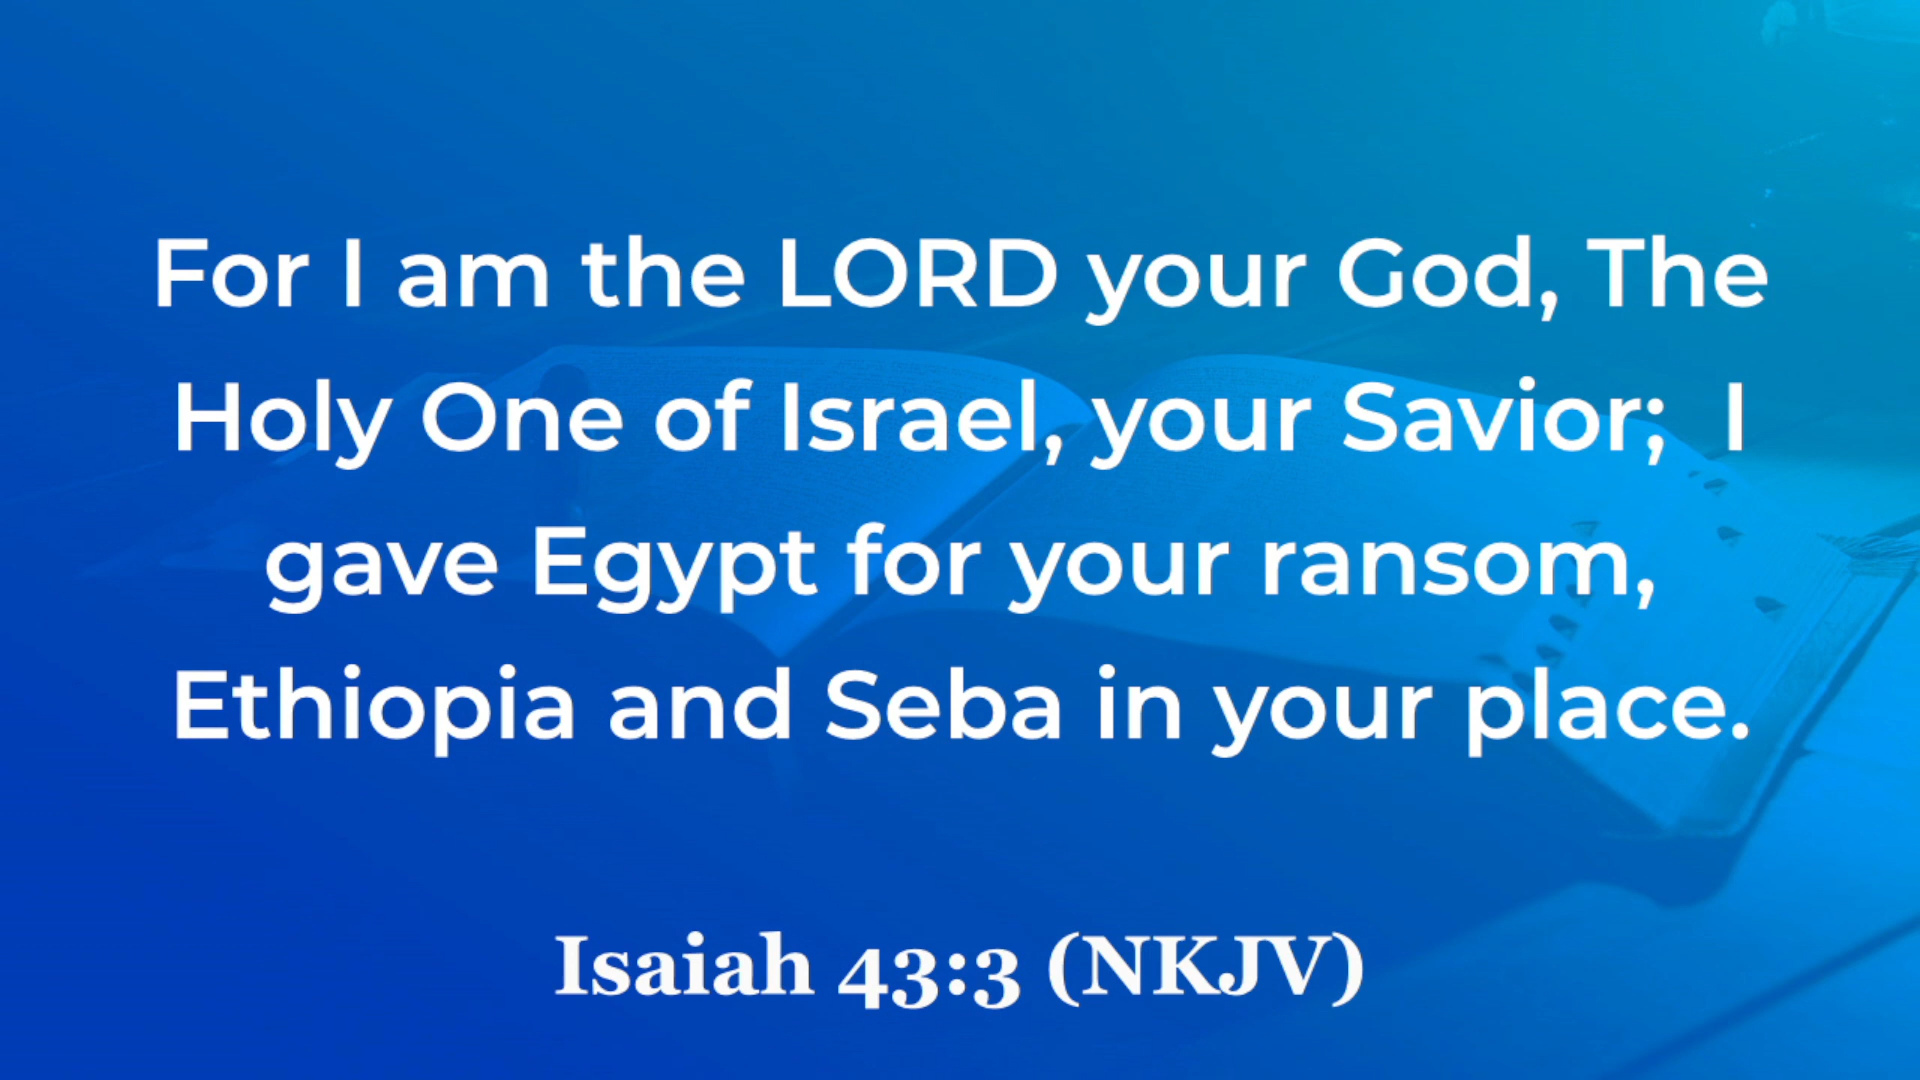 For I am the LORD your God, The
Holy One of Israel, your Savior;  I
gave Egypt for your ransom,
Ethiopia and Seba in your place.
Isaiah 43:3 (NKJV)